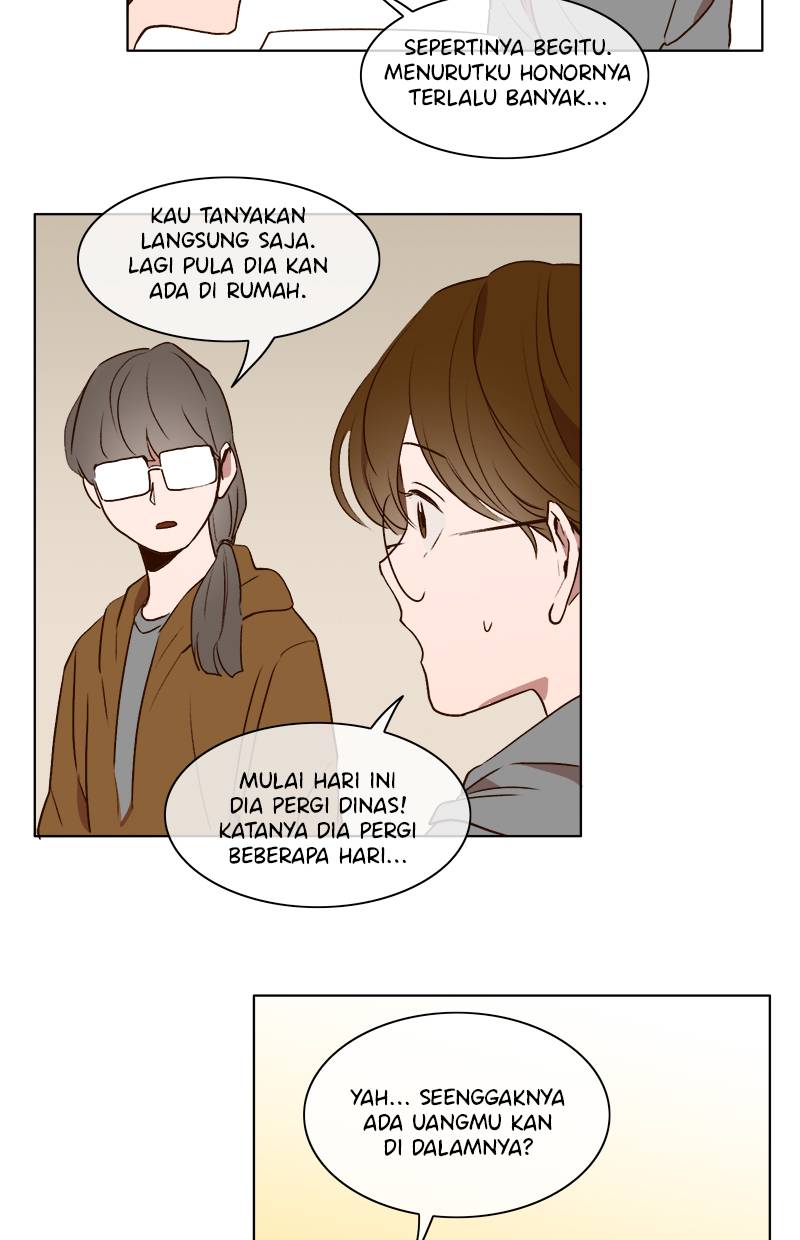 SEPERTINYA BEGITU.
MENURUTKU HONORNYA
TERLALU BANYAK...
KAU TANYAKAN
LANGSUNG SAJA.
LAGI PULA DIA KAN
ADA DI RUMAH.
MULAI HARI INI
DIA PERGI DINAS!
KATANYA DIA PERGI
BEBERAPA HARI...
YAH... SEENGGAKNYA
ADA UANGMU KAN
DI DALAMNYA?